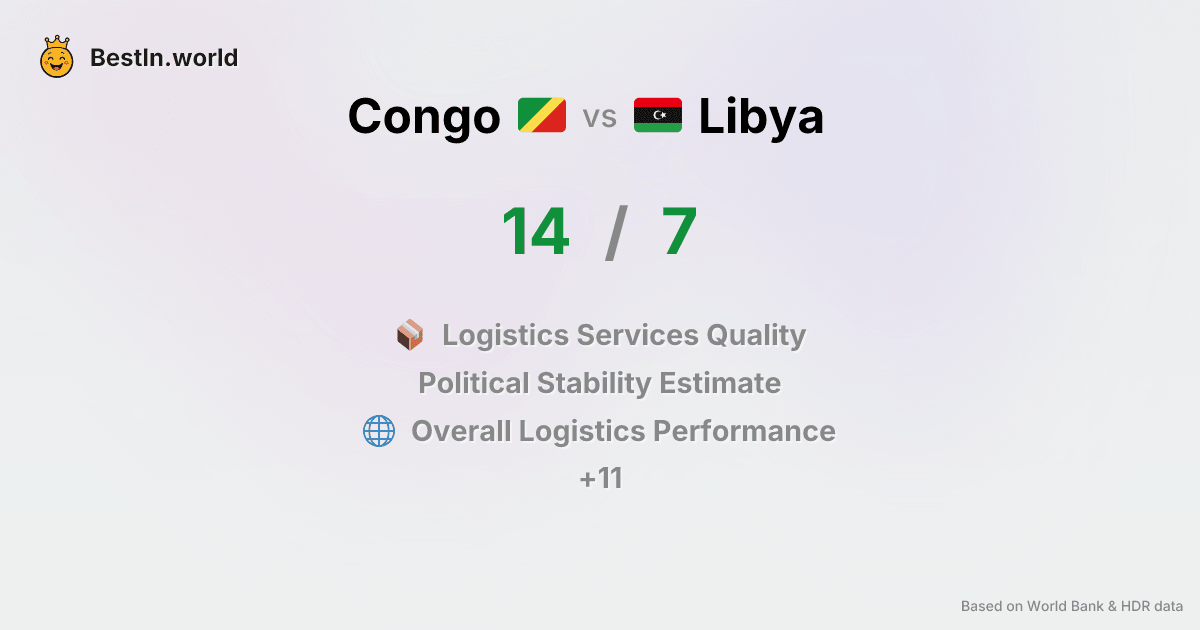 BestIn.world
Congo vs Libya
14 / 7
Logistics Services Quality
Political Stability Estimate
Overall Logistics Performance
+11
Based on World Bank & HDR data